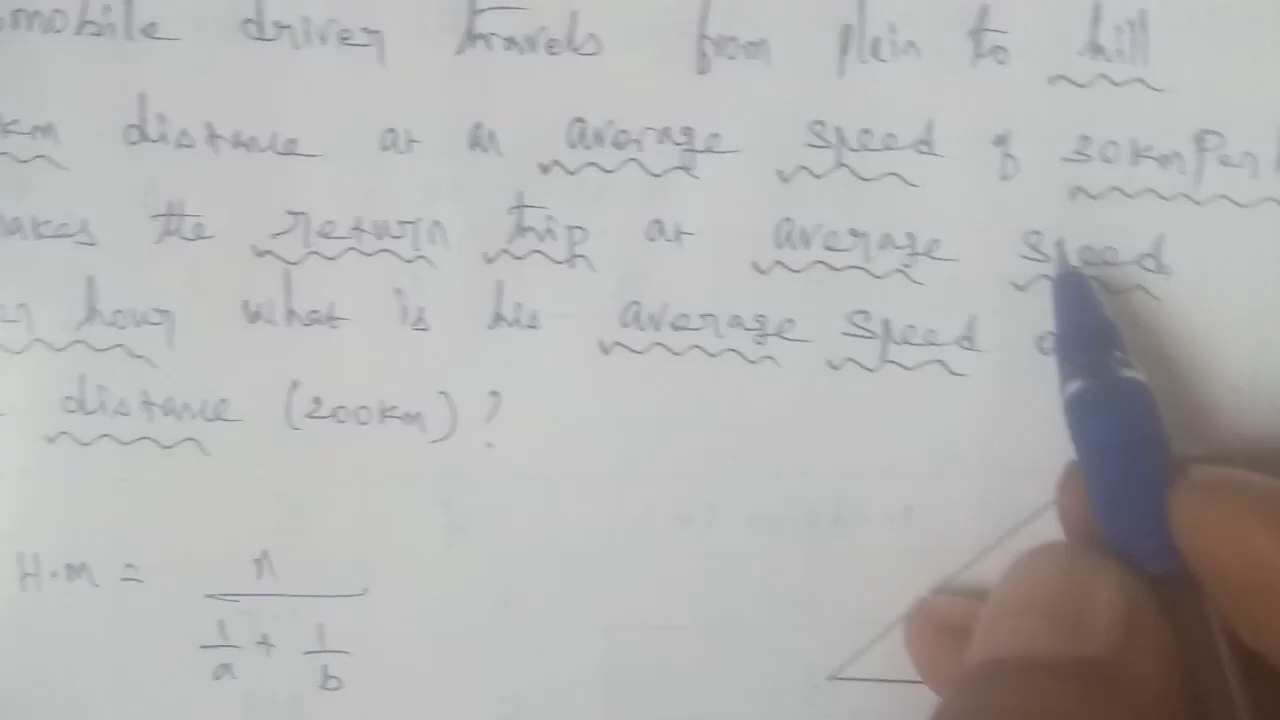 mobile driver travels from plain to hill
km distance at an average speed of 30km Per
akes the return trip at average speed
hour what is his average speed
distance (200km) ?
H.M = n
1/a + 1/b